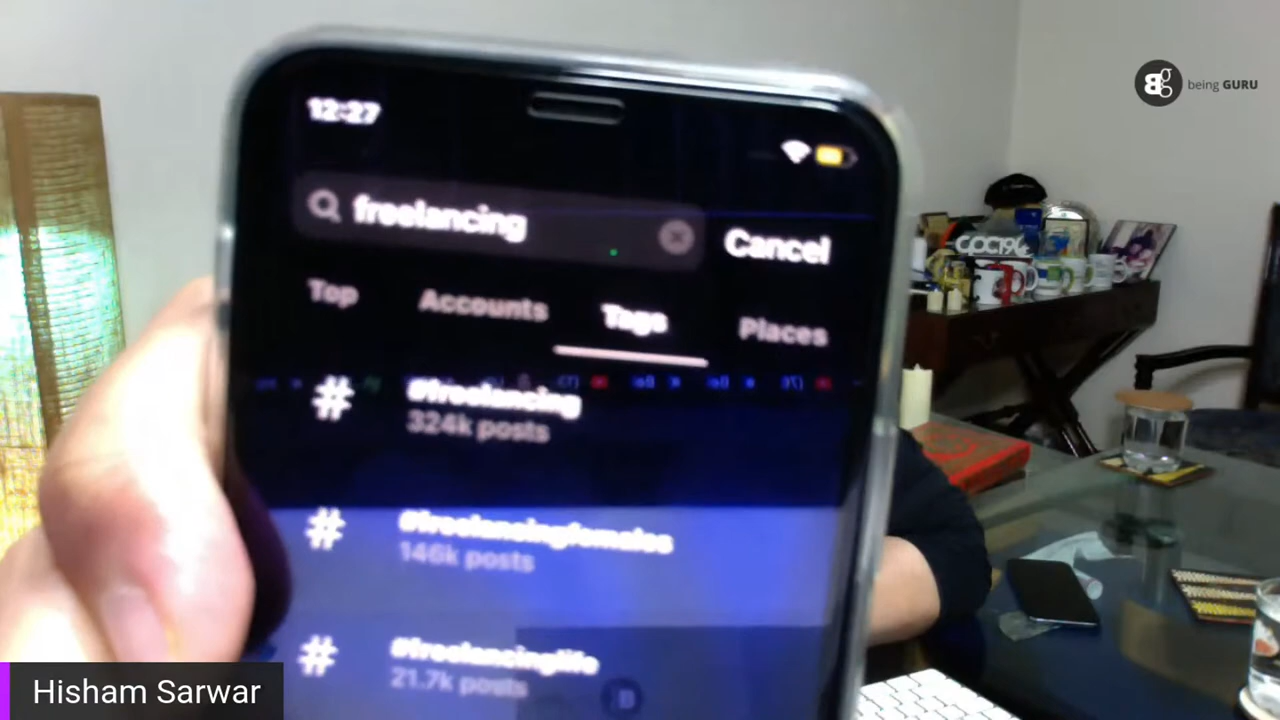 being GURU
12:27
freelancing
Cancel
Top
Accounts
Tags
Places
# #freelancing
324k posts
# #freelancingfemales
146k posts
# #freelancinglife
21.7k posts
Hisham Sarwar